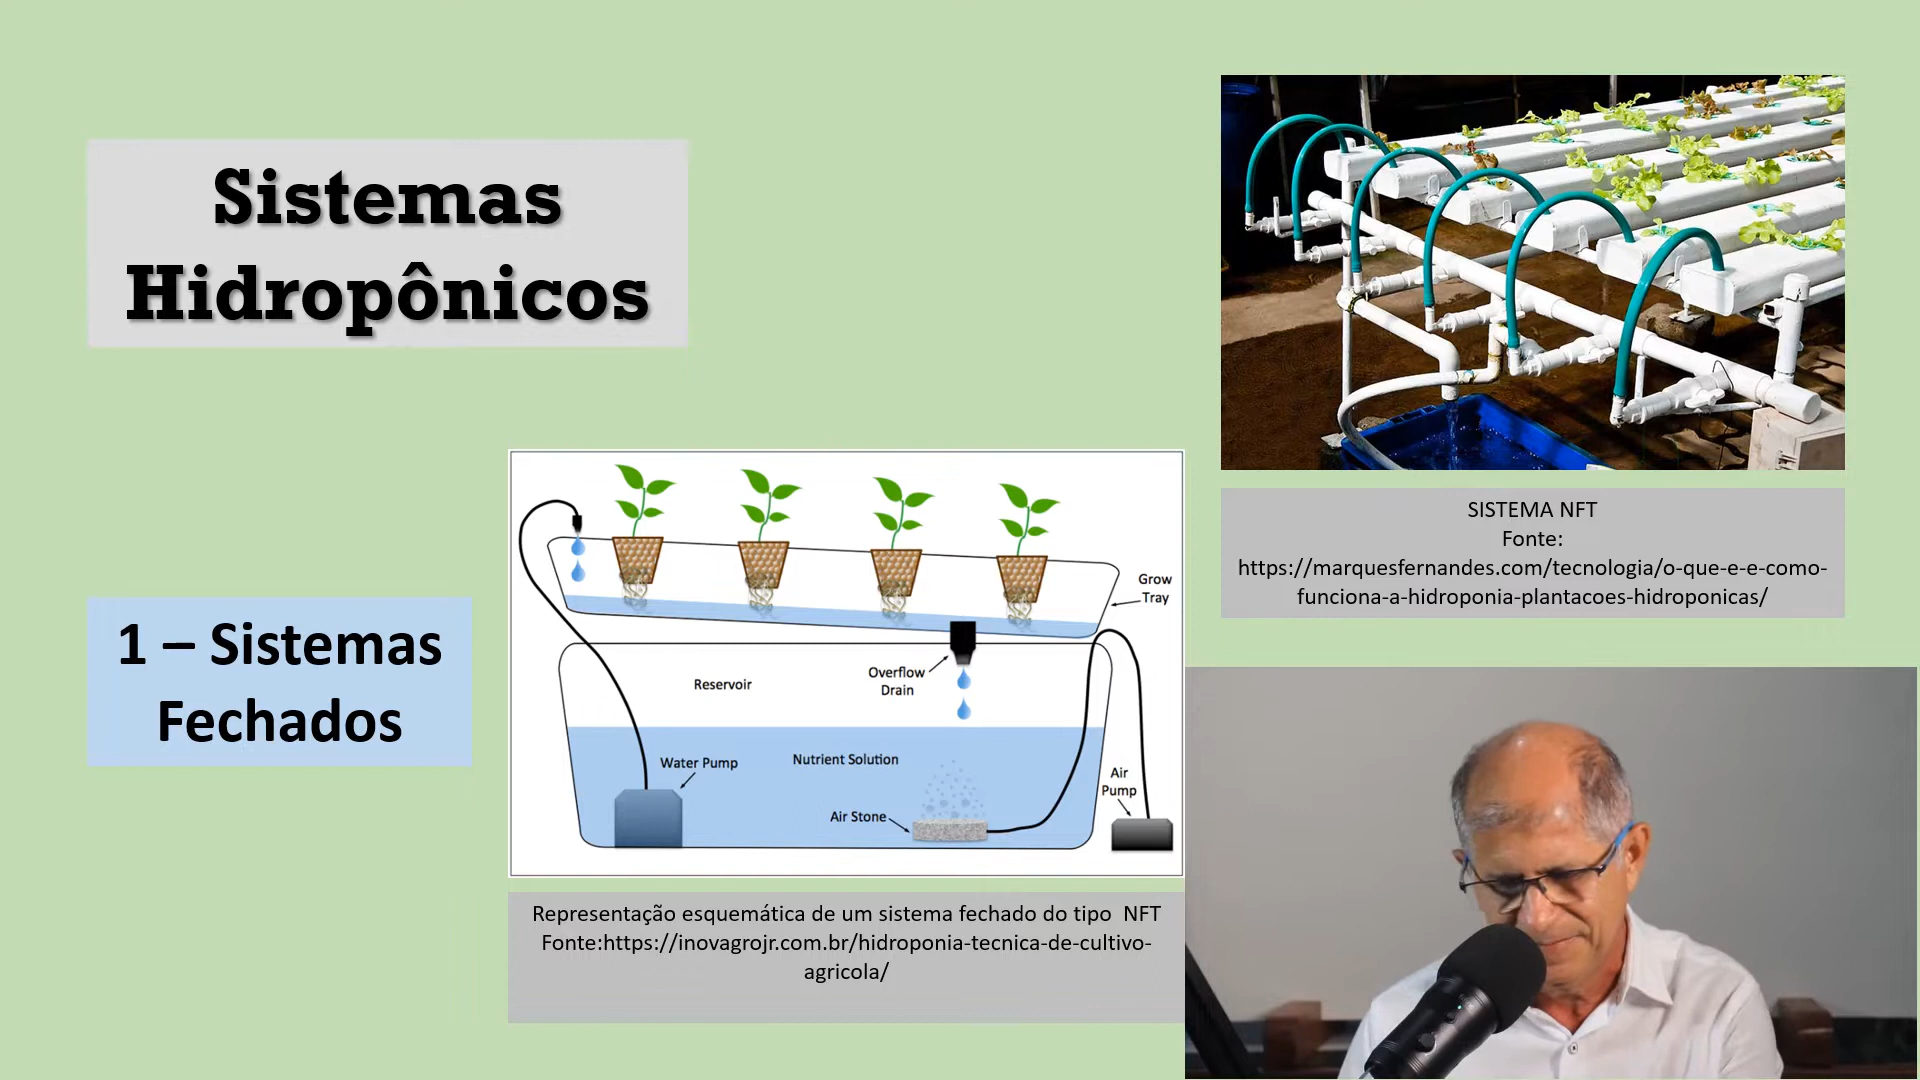 Sistemas
Hidropônicos
1 – Sistemas
Fechados
Grow
Tray
Overflow
Drain
Reservoir
Water Pump
Nutrient Solution
Air
Pump
Air Stone
Representação esquemática de um sistema fechado do tipo  NFT
Fonte:https://inovagrojr.com.br/hidroponia-tecnica-de-cultivo-
agricola/
SISTEMA NFT
Fonte:
https://marquesfernandes.com/tecnologia/o-que-e-e-como-
funciona-a-hidroponia-plantacoes-hidroponicas/